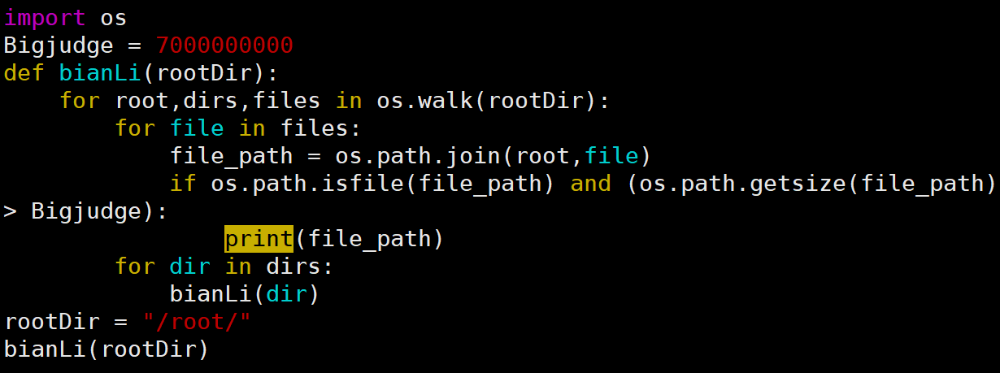 import os
Bigjudge = 7000000000
def bianLi(rootDir):
    for root,dirs,files in os.walk(rootDir):
        for file in files:
            file_path = os.path.join(root,file)
            if os.path.isfile(file_path) and (os.path.getsize(file_path)
> Bigjudge):
                print(file_path)
        for dir in dirs:
            bianLi(dir)
rootDir = "/root/"
bianLi(rootDir)